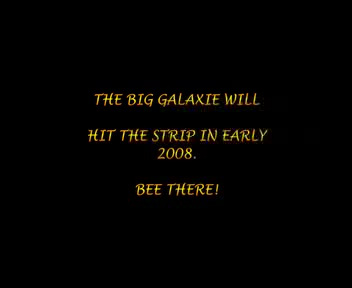 THE BIG GALAXIE WILL
HIT THE STRIP IN EARLY
2008.
BEE THERE!